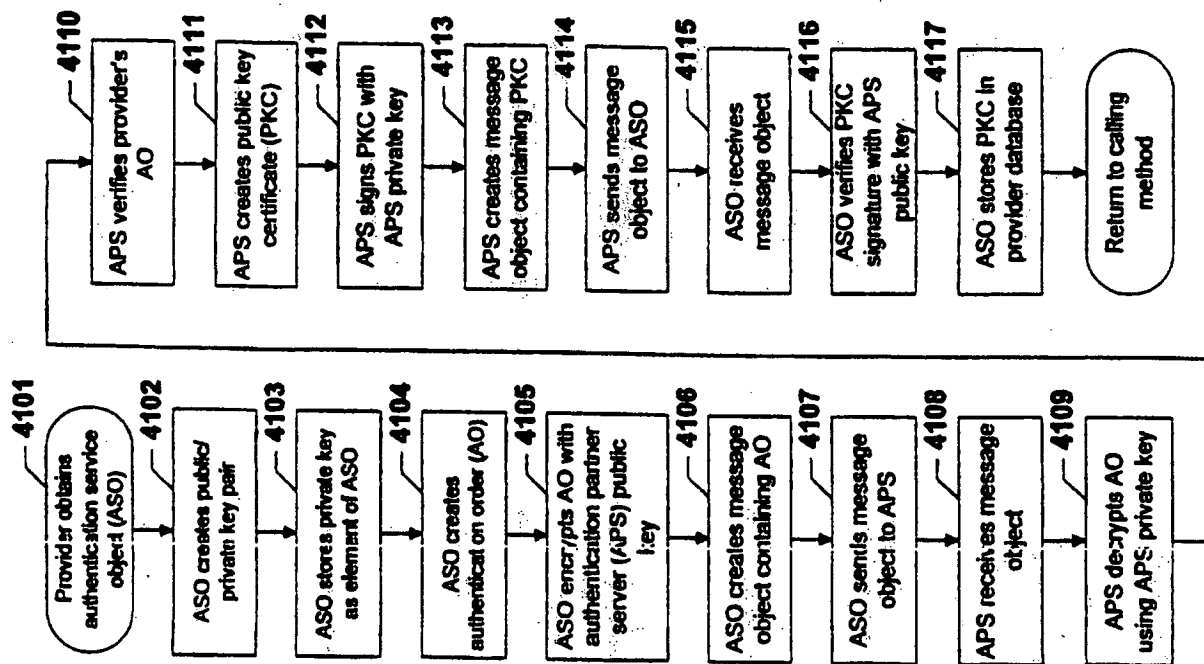 4101
Provider obtains
authentication service
object (ASO)
4102
ASO creates public/
private key pair
4103
ASO stores private key
as element of ASO
4104
ASO creates
authentication order (AO)
4105
ASO encrypts AO with
authentication partner
server (APS) public
key
4106
ASO creates message
object containing AO
4107
ASO sends message
object to APS
4108
APS receives message
object
4109
APS decrypts AO
using APS private key
4110
APS verifies provider's
AO
4111
APS creates public key
certificate (PKC)
4112
APS signs PKC with
APS private key
4113
APS creates message
object containing PKC
4114
APS sends message
object to ASO
4115
ASO receives
message object
4116
ASO verifies PKC
signature with APS
public key
4117
ASO stores PKC in
provider database
Return to calling
method